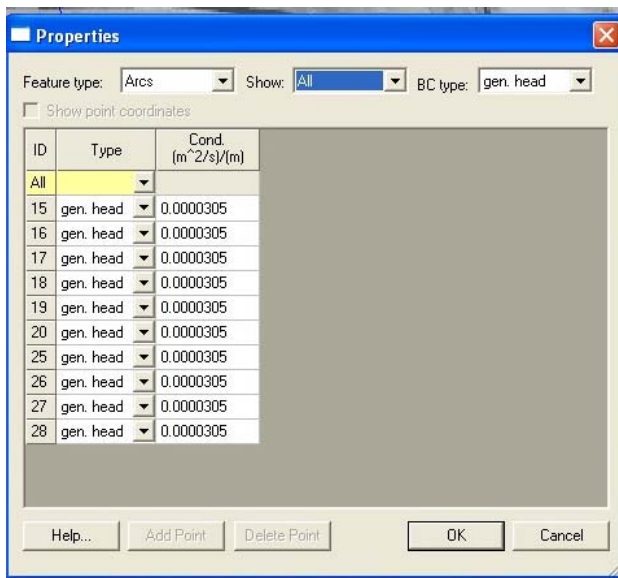 Properties
Feature type: Arcs Show: All BC type: gen. head
Show point coordinates
ID Type Cond. (m^2/s)/(m)
All
15 gen. head 0.0000305
16 gen. head 0.0000305
17 gen. head 0.0000305
18 gen. head 0.0000305
19 gen. head 0.0000305
20 gen. head 0.0000305
25 gen. head 0.0000305
26 gen. head 0.0000305
27 gen. head 0.0000305
28 gen. head 0.0000305
Help... Add Point Delete Point OK Cancel